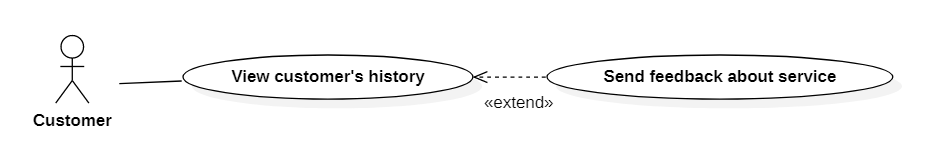 View customer's history
Send feedback about service
«extend»
Customer